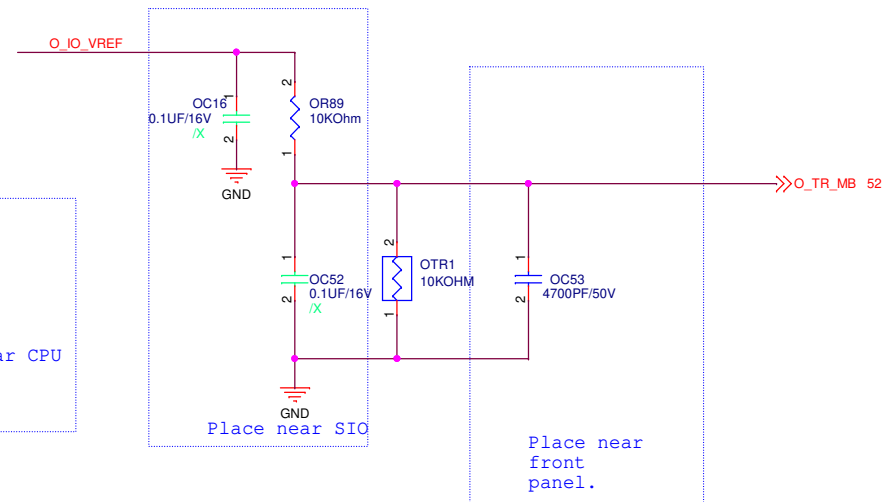 O_IO_VREF
2
OC16
1
0.1UF/16V
/X
2
OR89
10KOhm
1
GND
O_TR_MB 52
1
OC52
0.1UF/16V
2
/X
2
OTR1
10KOHM
1
1
OC53
4700PF/50V
2
ar CPU
GND
Place near SIO
Place near
front
panel.